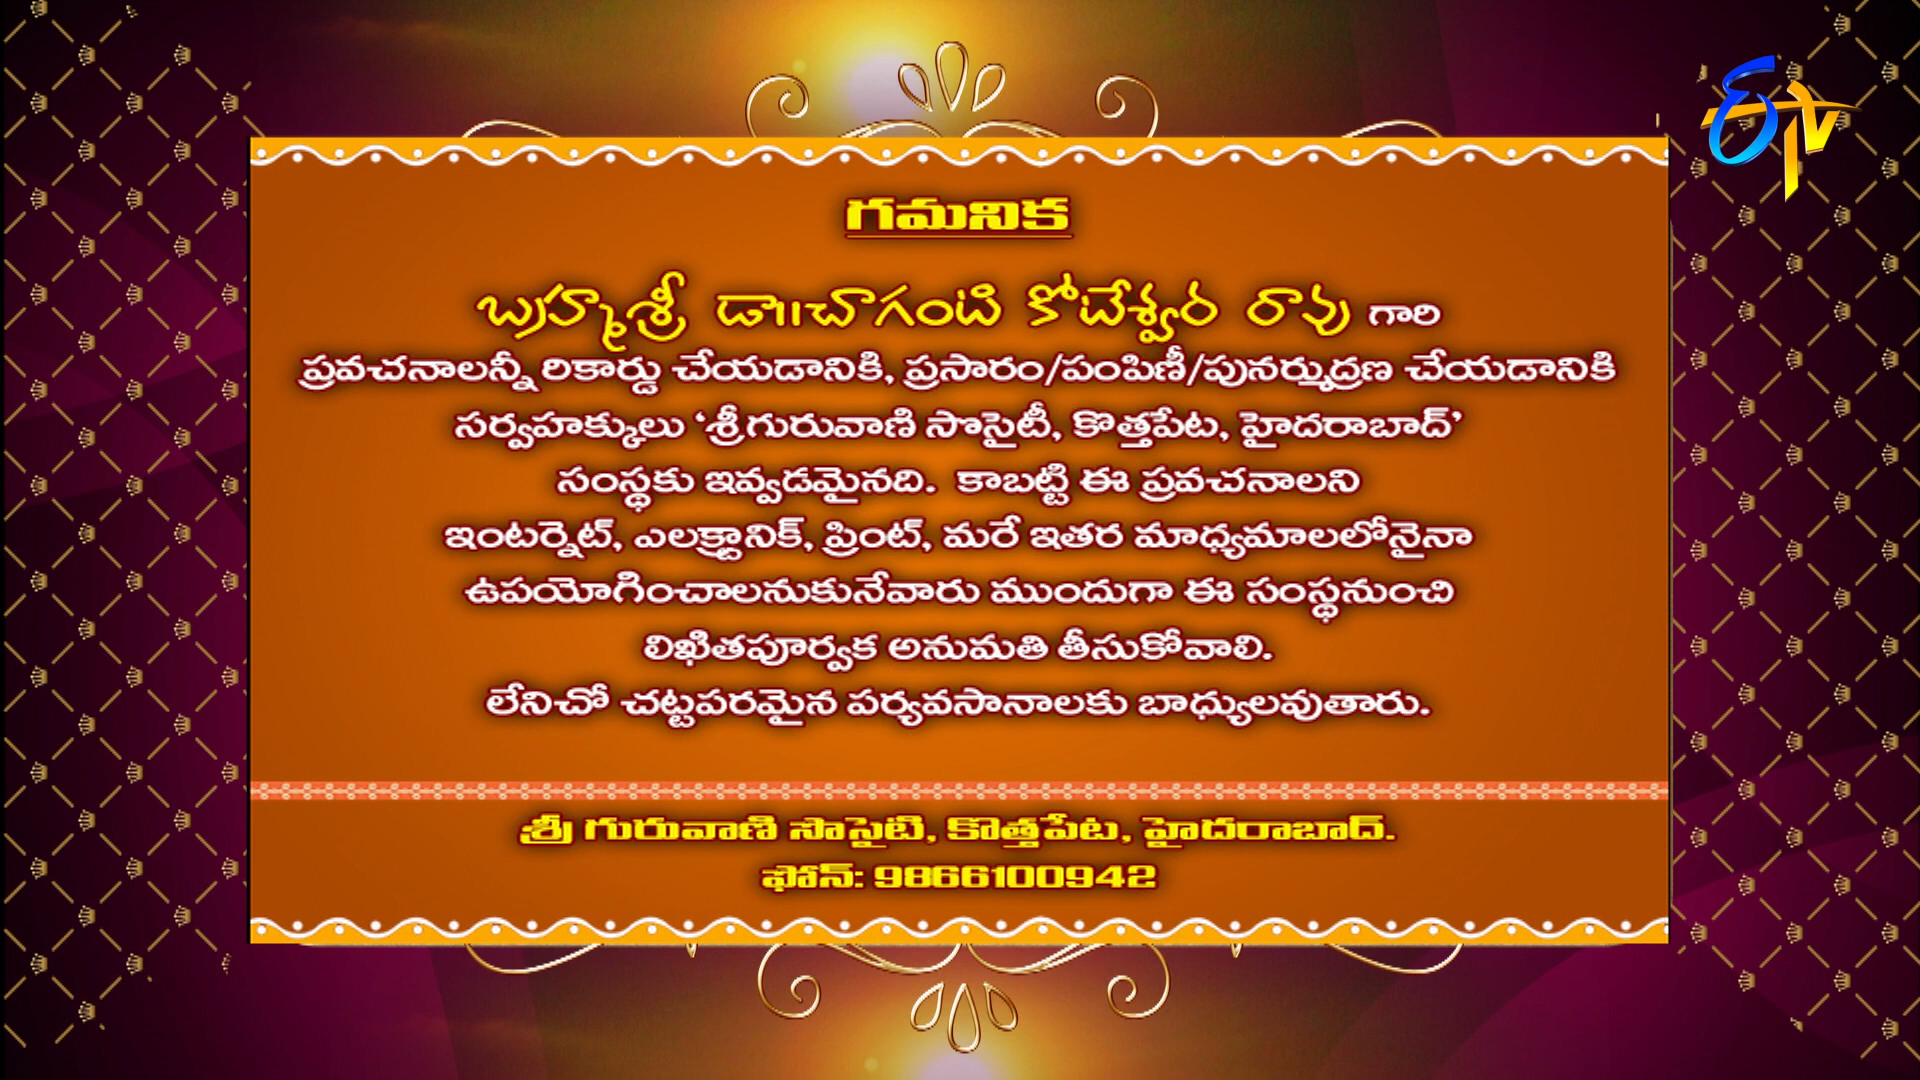 ETV
గమనిక
బ్రహ్మశ్రీ డా||చాగంటి కోటేశ్వర రావు గారి
ప్రవచనాలన్నీ రికార్డు చేయడానికి, ప్రసారం/పంపిణీ/పునర్ముద్రణ చేయడానికి
సర్వహక్కులు ‘శ్రీగురువాణి సొసైటీ, కొత్తపేట, హైదరాబాద్’
సంస్థకు ఇవ్వడమైనది. కాబట్టి ఈ ప్రవచనాలని
ఇంటర్నెట్, ఎలక్ట్రానిక్, ప్రింట్, మరే ఇతర మాధ్యమాలలోనైనా
ఉపయోగించాలనుకునేవారు ముందుగా ఈ సంస్థనుంచి
లిఖితపూర్వక అనుమతి తీసుకోవాలి.
లేనిచో చట్టపరమైన పర్యవసానాలకు బాధ్యులవుతారు.
శ్రీ గురువాణి సొసైటి, కొత్తపేట, హైదరాబాద్.
ఫోన్: 9866100942